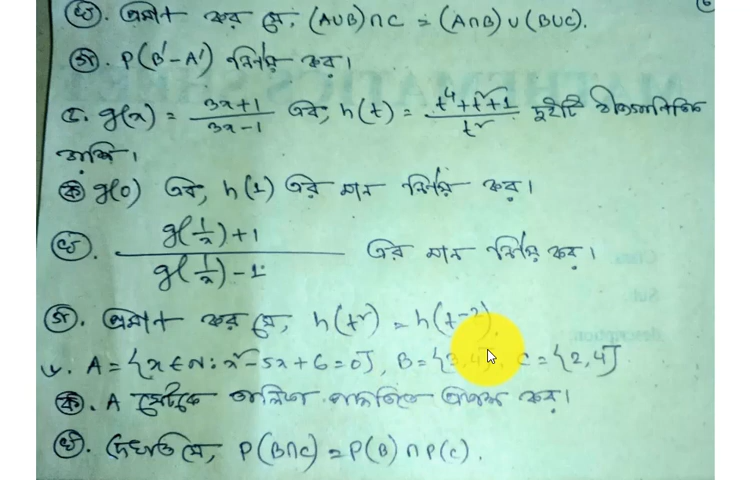 খ. প্রমাণ কর যে, (A∪B)∩C = (A∩B)∪(B∪C).
গ. P(B'-A') নির্ণয় কর।
৫. g(x) = (3x+1)/(3x-1) এবং, h(t) = (t⁴+t²+1)/t² দুইটি বীজগাণিতিক
রাশি।
ক g(0) এবং, h(1) এর মান নির্ণয় কর।
খ. (g(1/x)+1)/(g(1/x)-1) এর মান নির্ণয় কর।
গ. প্রমাণ কর যে, h(t²) = h(t⁻²).
৬. A = {x ∈ N: x²-5x+6=0}, B = {3,4}, C = {2,4}
ক. A সেটকে তালিকা পদ্ধতিতে প্রকাশ কর।
খ. দেখাও যে, P(B∩C) = P(B)∩P(C).